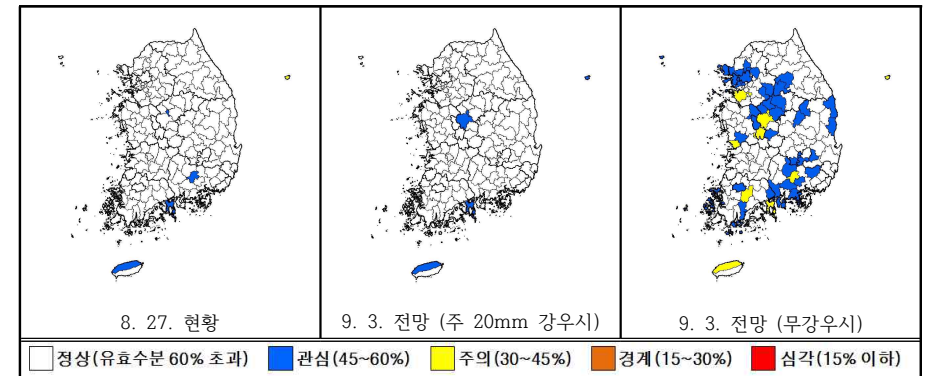 8. 27. 현황
9. 3. 전망 (주 20mm 강우시)
9. 3. 전망 (무강우시)
정상(유효수분 60% 초과) 관심(45~60%) 주의(30~45%) 경계(15~30%) 심각(15% 이하)